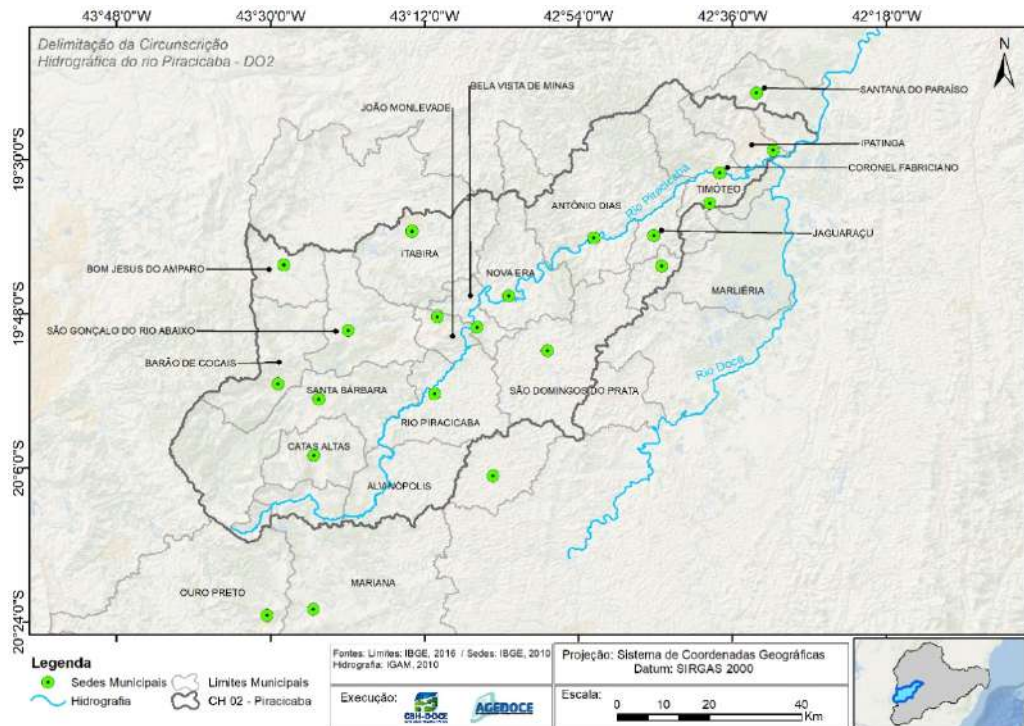 43°48'0"W
43°30'0"W
43°12'0"W
42°54'0"W
42°36'0"W
42°18'0"W
Delimitação da Circunscrição
Hidrográfica do rio Piracicaba - DO2
N
BELA VISTA DE MINAS
SANTANA DO PARAÍSO
JOÃO MONLEVADE
IPATINGA
19°30'0"S
CORONEL FABRICIANO
Rio Piracicaba
TIMÓTEO
ANTÔNIO DIAS
JAGUARAÇU
ITABIRA
BOM JESUS DO AMPARO
NOVA ERA
MARLIÉRIA
19°48'0"S
SÃO GONÇALO DO RIO ABAIXO
BARÃO DE COCAIS
Rio Doce
SANTA BÁRBARA
SÃO DOMINGOS DO PRATA
RIO PIRACICABA
CATAS ALTAS
20°6'0"S
ALVINÓPOLIS
MARIANA
OURO PRETO
20°24'0"S
Legenda
Sedes Municipais
Limites Municipais
Hidrografia
CH 02 - Piracicaba
Fontes: Limites: IBGE, 2016 / Sedes: IBGE, 2010
Hidrografia: IGAM, 2010
Execução:
CBH-DOCE
AGEDOCE
Projeção: Sistema de Coordenadas Geográficas
Datum: SIRGAS 2000
Escala:
0 10 20 40
Km